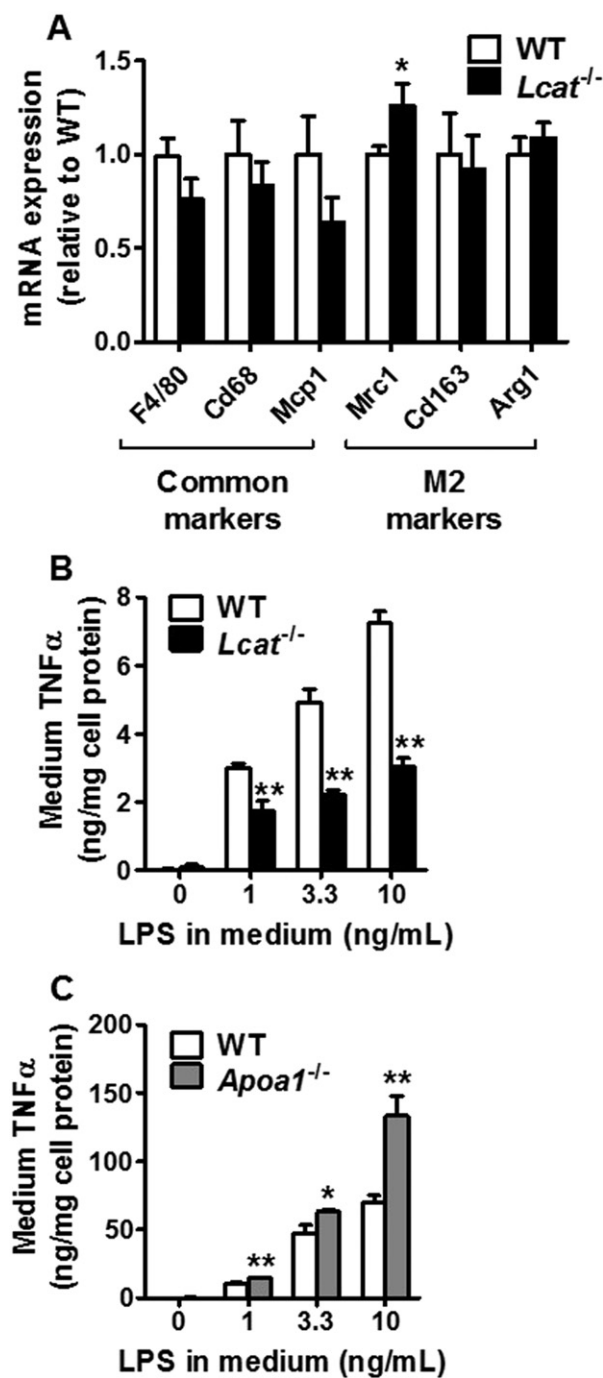 A
WT
Lcat-/-
mRNA expression
(relative to WT)
1.5
1.0
0.5
0.0
*
F4/80
Cd68
Mcp1
Mrc1
Cd163
Arg1
Common
markers
M2
markers
B
WT
Lcat-/-
Medium TNFα
(ng/mg cell protein)
8
6
4
2
0
**
**
**
0
1
3.3
10
LPS in medium (ng/mL)
C
WT
Apoa1-/-
Medium TNFα
(ng/mg cell protein)
200
150
100
50
0
**
*
**
0
1
3.3
10
LPS in medium (ng/mL)